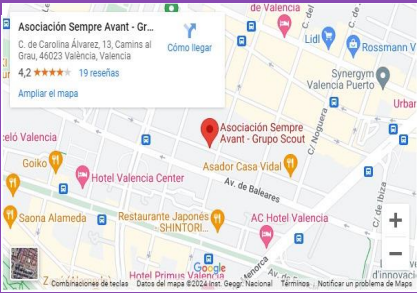 Asociación Sempre Avant - Gr...
C. de Carolina Álvarez, 13, Camins al
Grau, 46023 València, Valencia
4,2
19 reseñas
Ampliar el mapa
Cómo llegar
de Valencia
Lidl
Rossmann V
Synergym
Valencia Puerto
Urbar
C/ Noguera
Asociación Sempre
Avant - Grupo Scout
celó Valencia
Goiko
Hotel Valencia Center
Asador Casa Vidal
Av. de Baleares
C/ de Ibiza
Saona Alameda
Restaurante Japonés
SHINTORI...
AC Hotel Valencia
Menorca
Hotel Primus Valencia
Google
d'innovació
Combinaciones de teclas
Datos del mapa ©2024 Inst. Geogr. Nacional
Términos
Notificar un problema de Maps